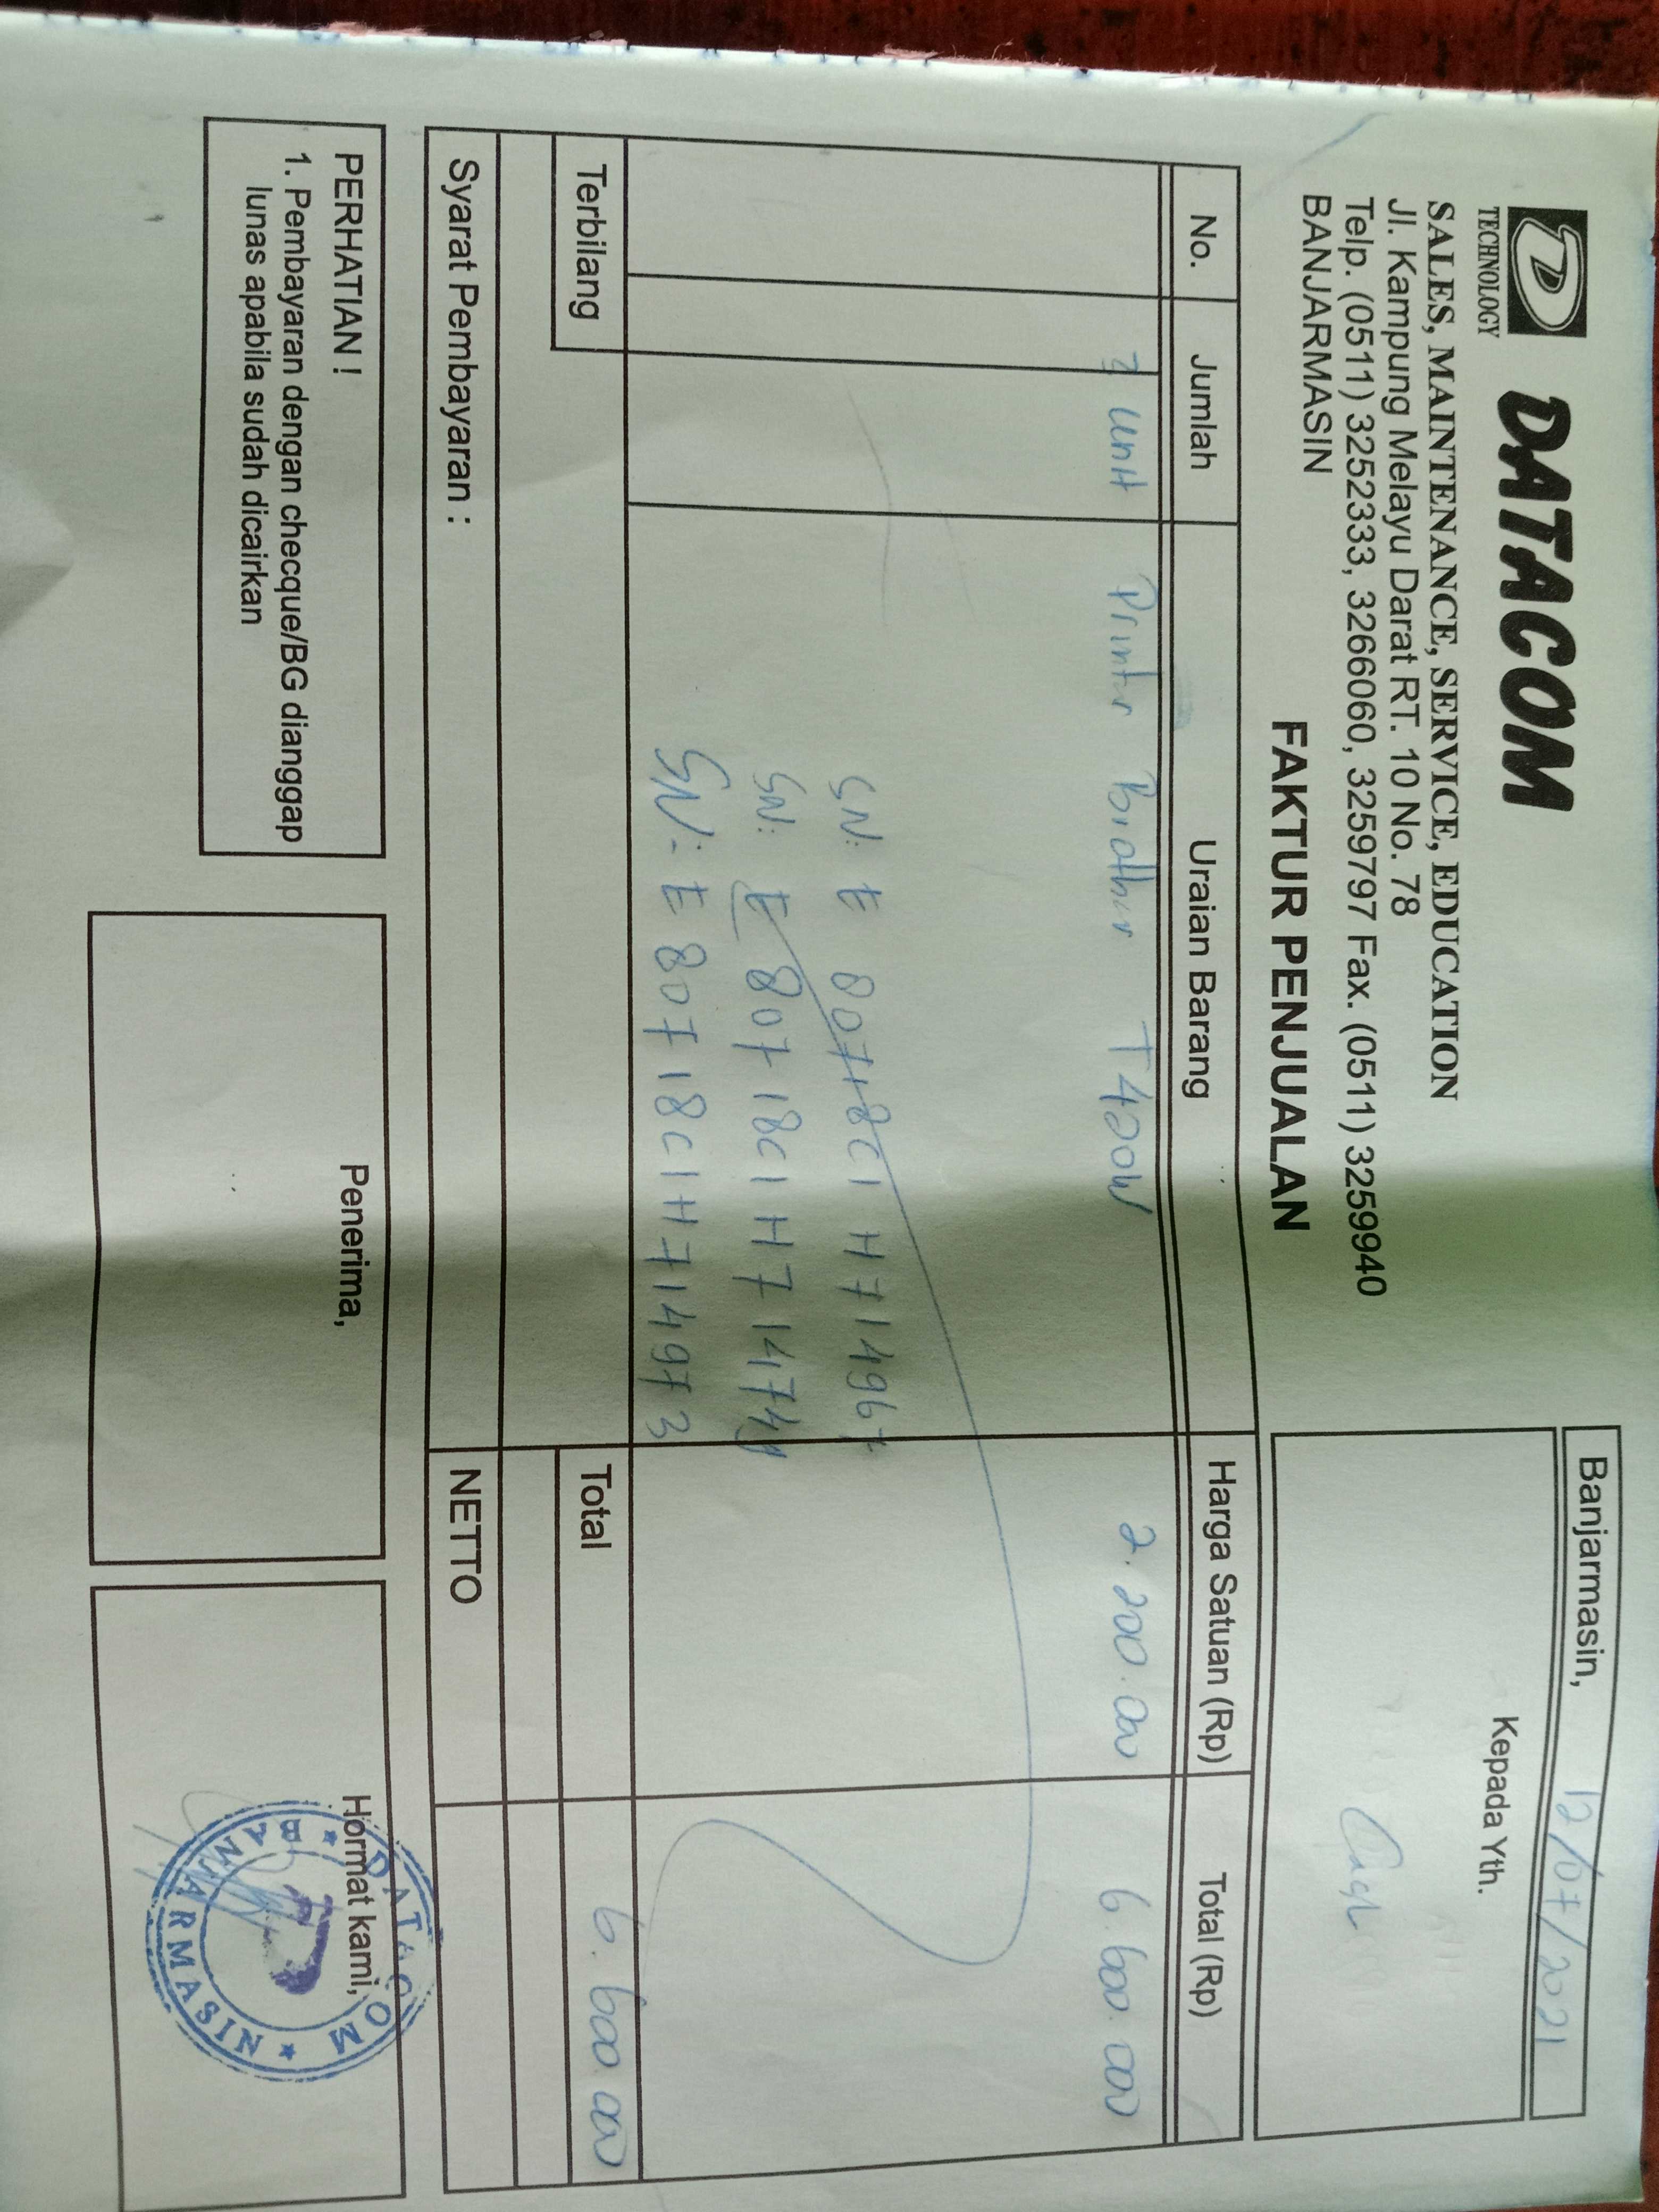 D DATACOM
TECHNOLOGY
SALES, MAINTENANCE, SERVICE, EDUCATION
Jl. Kampung Melayu Darat RT. 10 No. 78
Telp. (0511) 3252333, 3266060, 3259797 Fax. (0511) 3259940
BANJARMASIN
Banjarmasin, 12/07/2021
Kepada Yth.
Cash
FAKTUR PENJUALAN
No. Jumlah Uraian Barang Harga Satuan (Rp) Total (Rp)
3 unit Printer Brother T420W 2.200.000 6.600.000
SN: E 80718C1 H714967
SN: E 80718C1H7
SN: E 80718C1H714973
Terbilang Total 6.600.000
Syarat Pembayaran : NETTO
PERHATIAN !
1. Pembayaran dengan checque/BG dianggap
lunas apabila sudah dicairkan
Penerima,
Hormat kami,
DATACOM
BANJARMASIN